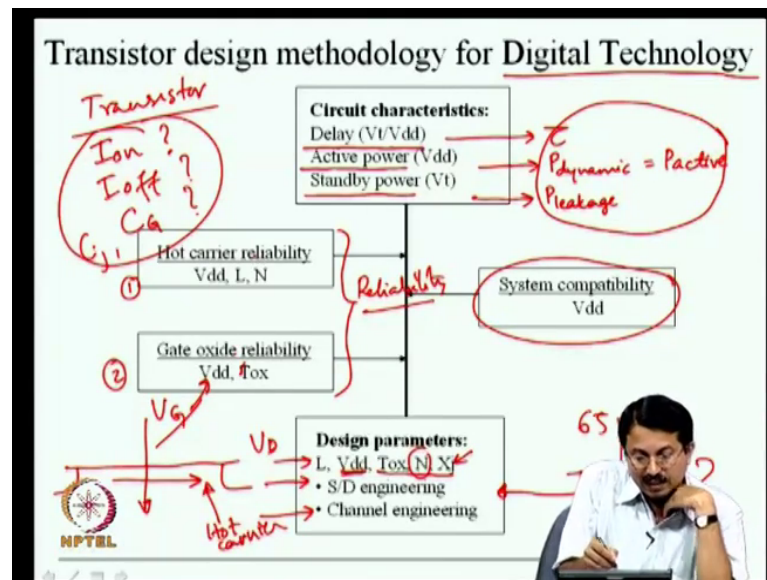 Transistor design methodology for Digital Technology
Transistor
Ion ?
Ioff ?
CG ?
Cj,
Circuit characteristics:
Delay (Vt/Vdd)
Active power (Vdd)
Standby power (Vt)
τ
Pdynamic = Pactive
Pleakage
Hot carrier reliability
Vdd, L, N
①
Reliability
System compatibility
Vdd
Gate oxide reliability
Vdd, Tox
②
VG
VD
Hot carrier
Design parameters:
L, Vdd, Tox, N, Xj
• S/D engineering
• Channel engineering
65
?
NPTEL